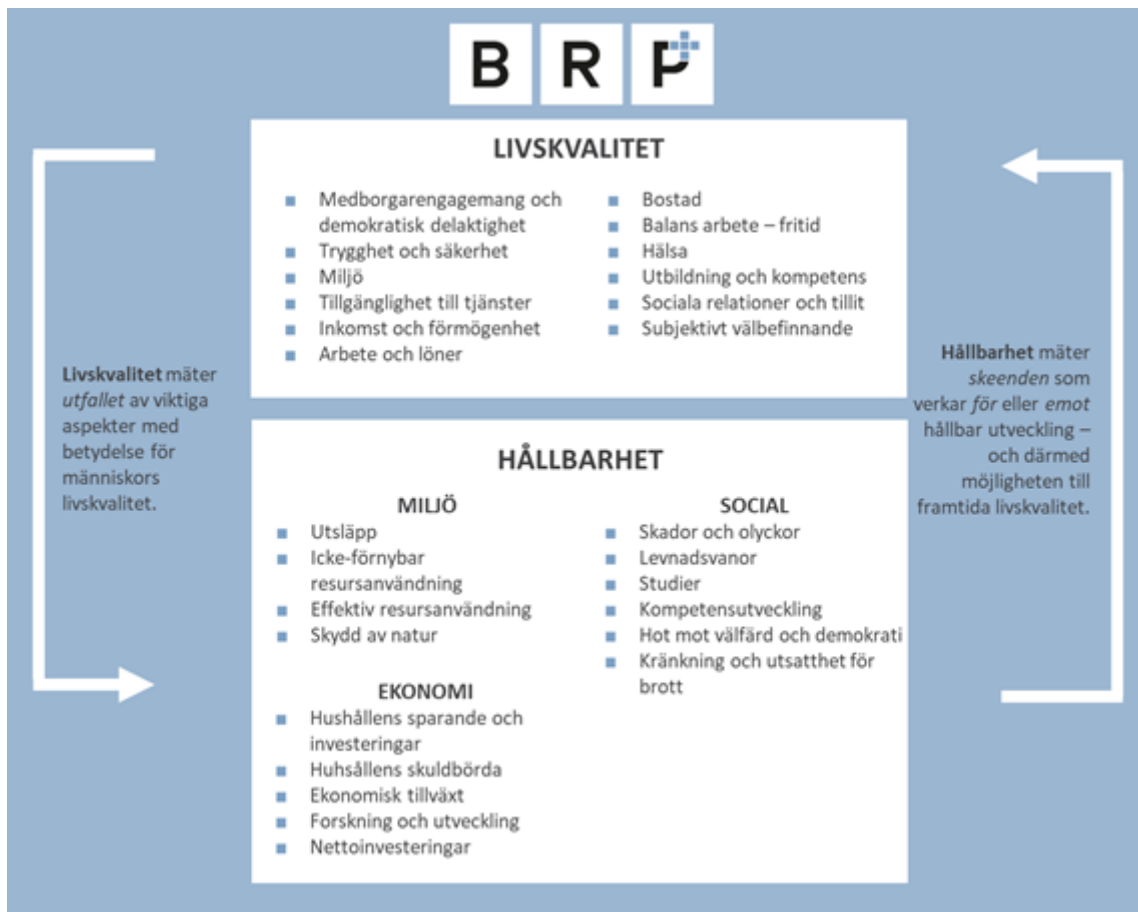 BRP+
LIVSKVALITET
Medborgarengagemang och
demokratisk delaktighet
Trygghet och säkerhet
Miljö
Tillgänglighet till tjänster
Inkomst och förmögenhet
Arbete och löner
Bostad
Balans arbete – fritid
Hälsa
Utbildning och kompetens
Sociala relationer och tillit
Subjektivt välbefinnande
Livskvalitet mäter
utfallet av viktiga
aspekter med
betydelse för
människors
livskvalitet.
Hållbarhet mäter
skeenden som
verkar för eller emot
hållbar utveckling –
och därmed
möjligheten till
framtida livskvalitet.
HÅLLBARHET
MILJÖ
Utsläpp
Icke-förnybar
resursanvändning
Effektiv resursanvändning
Skydd av natur
EKONOMI
Hushållens sparande och
investeringar
Huhsållens skuldbörda
Ekonomisk tillväxt
Forskning och utveckling
Nettoinvesteringar
SOCIAL
Skador och olyckor
Levnadsvanor
Studier
Kompetensutveckling
Hot mot välfärd och demokrati
Kränkning och utsatthet för
brott